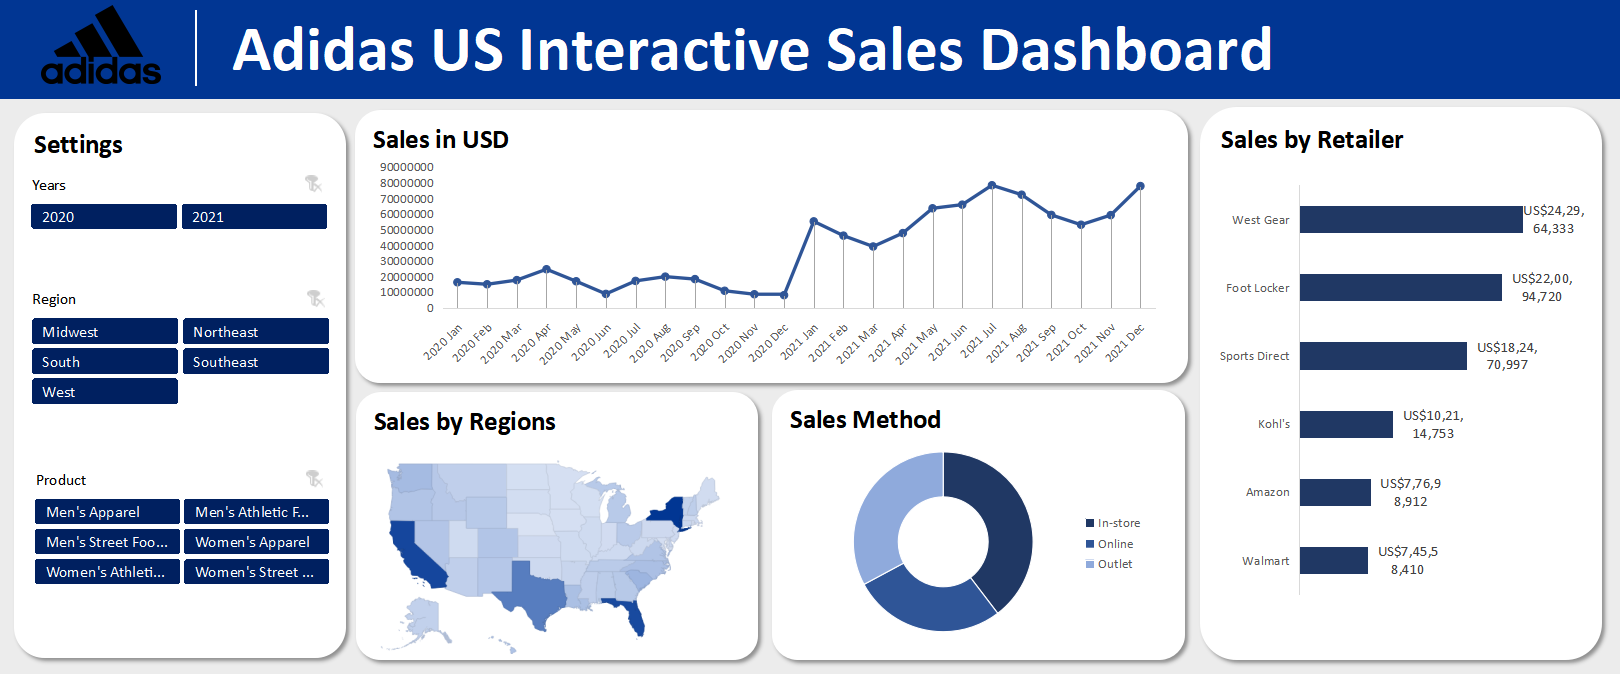 adidas
Adidas US Interactive Sales Dashboard
Settings
Years
2020
2021
Region
Midwest
Northeast
South
Southeast
West
Product
Men's Apparel
Men's Athletic F...
Men's Street Foo...
Women's Apparel
Women's Athleti...
Women's Street ...
Sales in USD
90000000
80000000
70000000
60000000
50000000
40000000
30000000
20000000
10000000
0
2020 Jan
2020 Feb
2020 Mar
2020 Apr
2020 May
2020 Jun
2020 Jul
2020 Aug
2020 Sep
2020 Oct
2020 Nov
2020 Dec
2021 Jan
2021 Feb
2021 Mar
2021 Apr
2021 May
2021 Jun
2021 Jul
2021 Aug
2021 Sep
2021 Oct
2021 Nov
2021 Dec
Sales by Regions
Sales Method
In-store
Online
Outlet
Sales by Retailer
West Gear
US$24,29,
64,333
Foot Locker
US$22,00,
94,720
Sports Direct
US$18,24,
70,997
Kohl's
US$10,21,
14,753
Amazon
US$7,76,9
8,912
Walmart
US$7,45,5
8,410